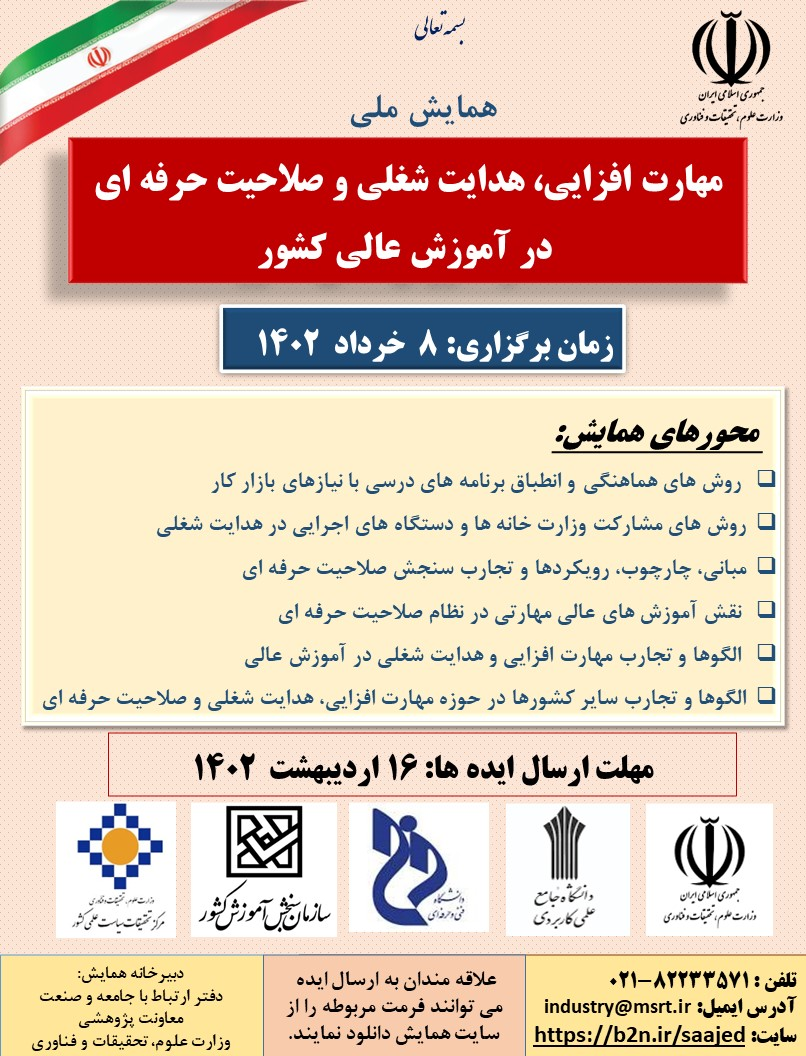 بسمه تعالی
جمهوری اسلامی ایران
وزارت علوم، تحقیقات و فناوری
همایش ملی
مهارت افزایی، هدایت شغلی و صلاحیت حرفه ای
در آموزش عالی کشور
زمان برگزاری: ۸ خرداد ۱۴۰۲
محورهای همایش:
❑ روش های هماهنگی و انطباق برنامه های درسی با نیازهای بازار کار
❑ روش های مشارکت وزارت خانه ها و دستگاه های اجرایی در هدایت شغلی
❑ مبانی، چارچوب، رویکردها و تجارب سنجش صلاحیت حرفه ای
❑ نقش آموزش های عالی مهارتی در نظام صلاحیت حرفه ای
❑ الگوها و تجارب مهارت افزایی و هدایت شغلی در آموزش عالی
❑ الگوها و تجارب سایر کشورها در حوزه مهارت افزایی، هدایت شغلی و صلاحیت حرفه ای
مهلت ارسال ایده ها: ۱۶ اردیبهشت ۱۴۰۲
جمهوری اسلامی ایران
وزارت علوم، تحقیقات و فناوری
دانشگاه جامع
علمی کاربردی
دانشگاه
فنی و حرفه‌ای
سازمان سنجش آموزش کشور
وزارت علوم، تحقیقات و فناوری
مرکز تحقیقات سیاست علمی کشور
تلفن : ۸۲۲۳۳۵۷۱-۰۲۱
آدرس ایمیل: industry@msrt.ir
سایت: https://b2n.ir/saajed
علاقه مندان به ارسال ایده
می توانند فرمت مربوطه را از
سایت همایش دانلود نمایند.
دبیرخانه همایش:
دفتر ارتباط با جامعه و صنعت
معاونت پژوهشی
وزارت علوم، تحقیقات و فناوری